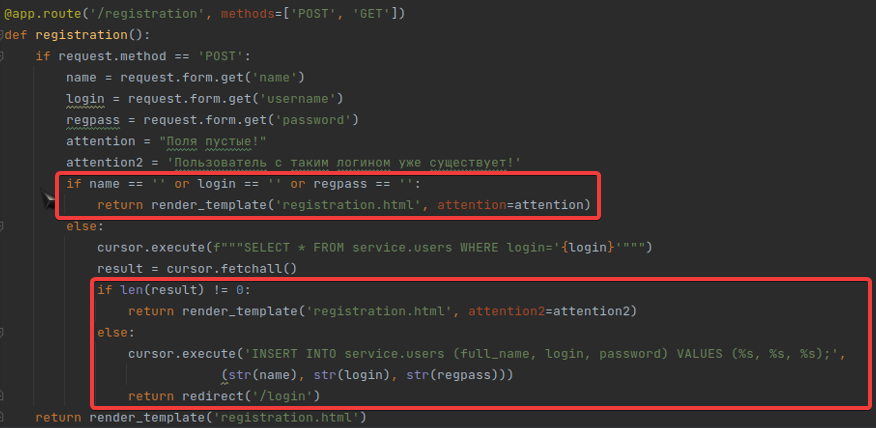 @app.route('/registration', methods=['POST', 'GET'])
def registration():
    if request.method == 'POST':
        name = request.form.get('name')
        login = request.form.get('username')
        regpass = request.form.get('password')
        attention = "Поля пустые!"
        attention2 = 'Пользователь с таким логином уже существует!'
        if name == '' or login == '' or regpass == '':
            return render_template('registration.html', attention=attention)
        else:
            cursor.execute(f"""SELECT * FROM service.users WHERE login='{login}'""")
            result = cursor.fetchall()
            if len(result) != 0:
                return render_template('registration.html', attention2=attention2)
            else:
                cursor.execute('INSERT INTO service.users (full_name, login, password) VALUES (%s, %s, %s);',
                            (str(name), str(login), str(regpass)))
                return redirect('/login')
    return render_template('registration.html')